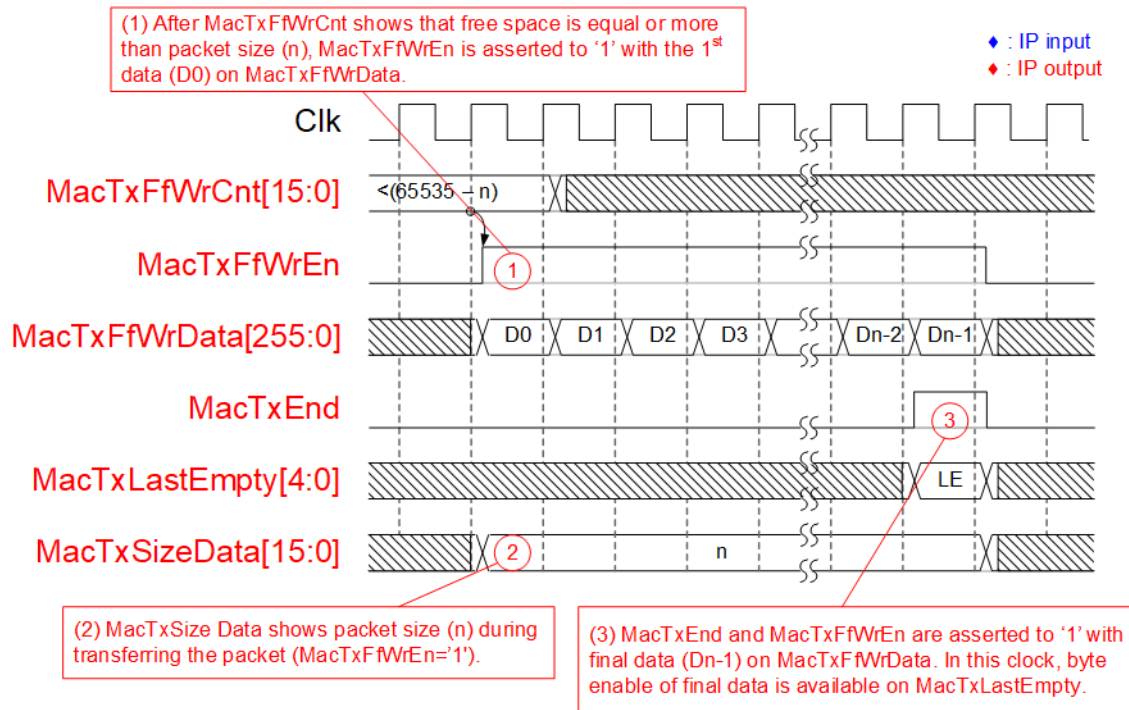 (1) After MacTxFfWrCnt shows that free space is equal or more
than packet size (n), MacTxFfWrEn is asserted to ‘1’ with the 1st
data (D0) on MacTxFfWrData.
♦ : IP input
♦ : IP output
Clk
MacTxFfWrCnt[15:0]
<(65535 – n)
MacTxFfWrEn
1
MacTxFfWrData[255:0]
D0 D1 D2 D3 Dn-2 Dn-1
MacTxEnd
3
MacTxLastEmpty[4:0]
LE
MacTxSizeData[15:0]
2
n
(2) MacTxSize Data shows packet size (n) during
transferring the packet (MacTxFfWrEn=’1’).
(3) MacTxEnd and MacTxFfWrEn are asserted to ‘1’ with
final data (Dn-1) on MacTxFfWrData. In this clock, byte
enable of final data is available on MacTxLastEmpty.